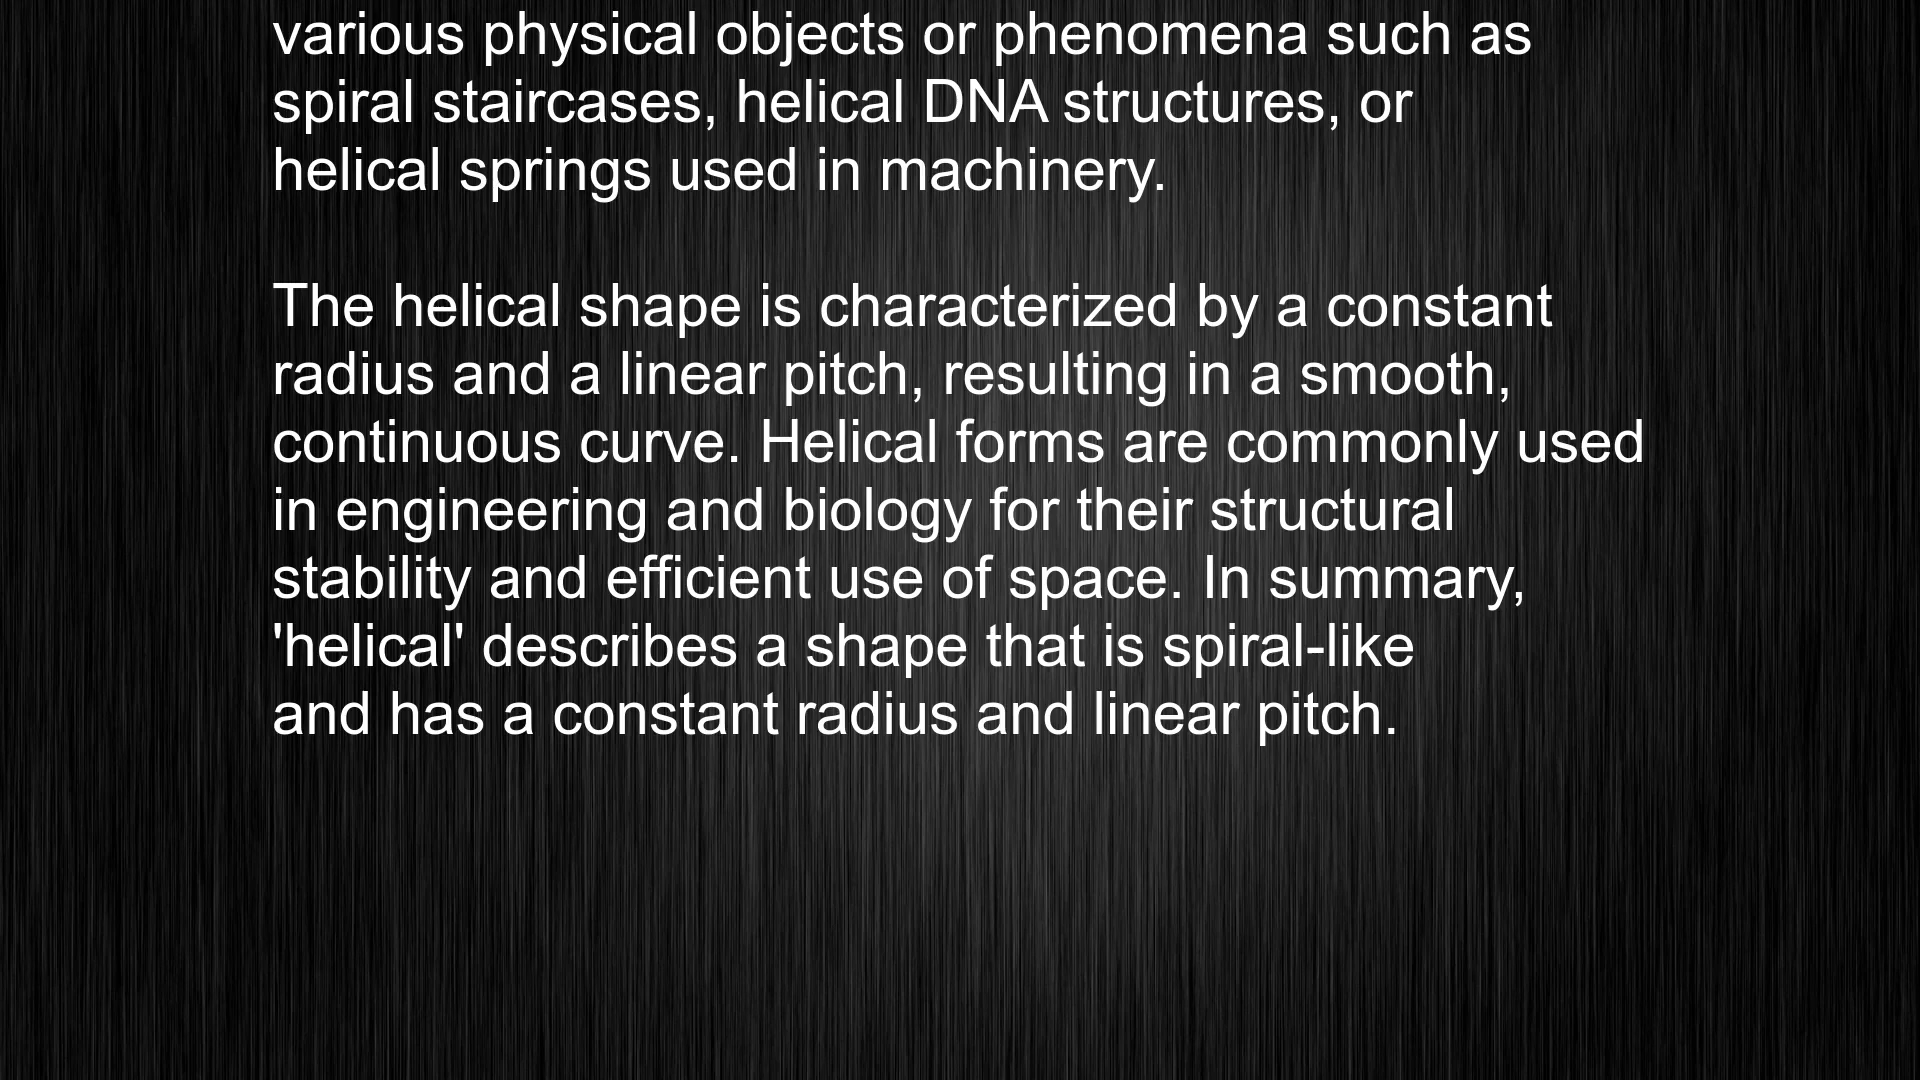 various physical objects or phenomena such as
spiral staircases, helical DNA structures, or
helical springs used in machinery.
The helical shape is characterized by a constant
radius and a linear pitch, resulting in a smooth,
continuous curve. Helical forms are commonly used
in engineering and biology for their structural
stability and efficient use of space. In summary,
'helical' describes a shape that is spiral-like
and has a constant radius and linear pitch.